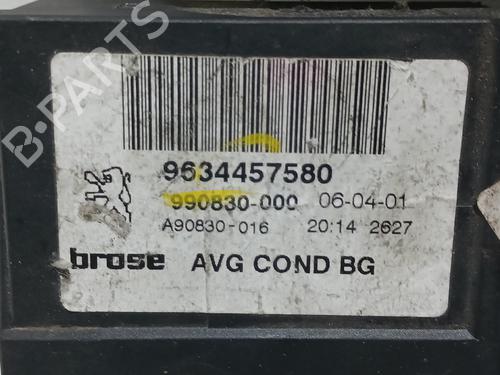 B-PARTS
9634457580
990830-000 06-04-01
A90830-016 20:14 2627
brose AVG COND BG